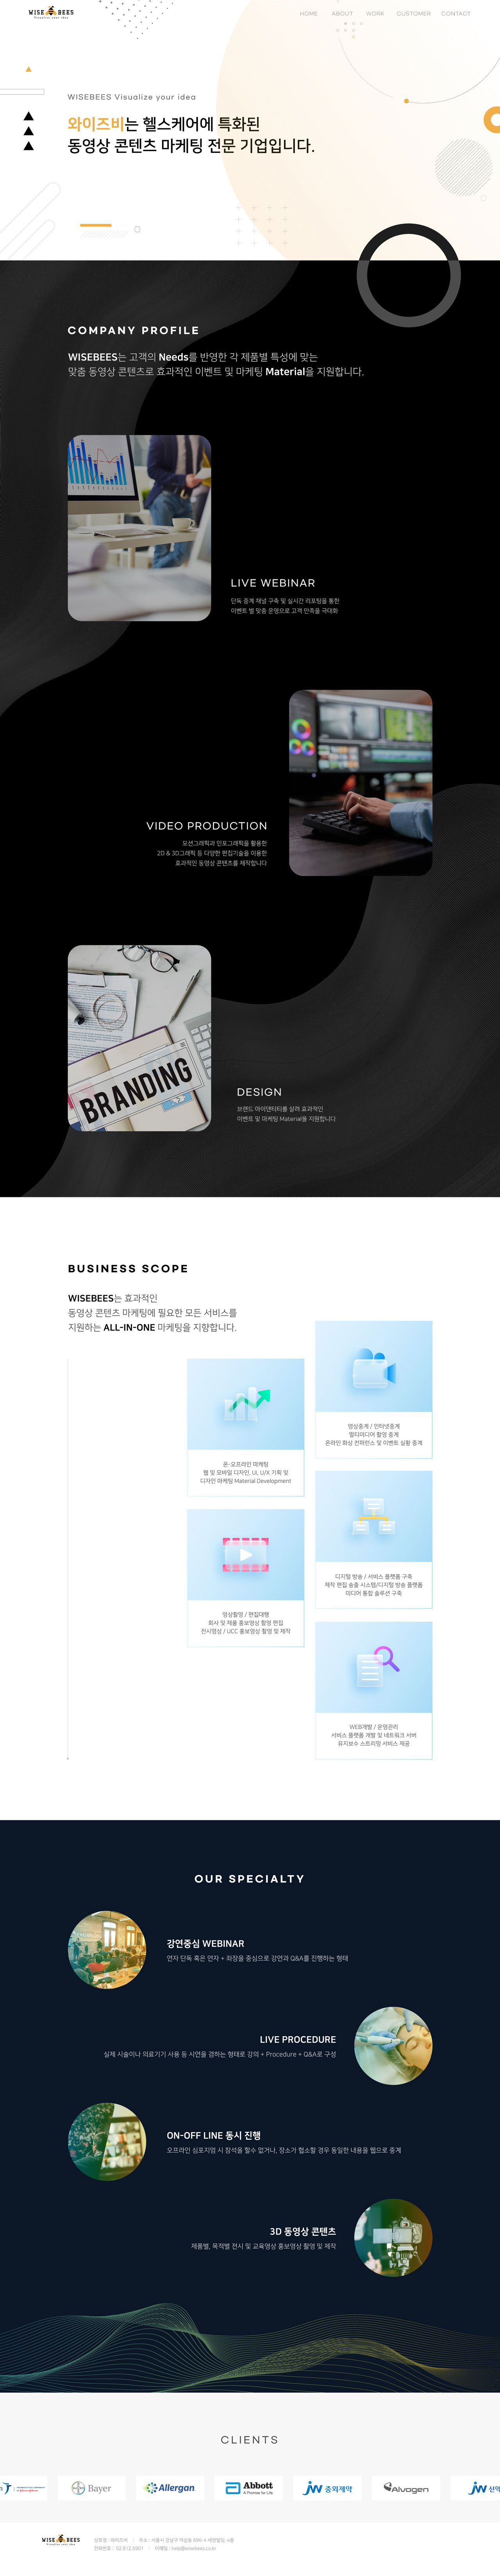 WISE BEES
Visualize your idea
HOME ABOUT WORK CUSTOMER CONTACT
WISEBEES Visualize your idea
와이즈비는 헬스케어에 특화된
동영상 콘텐츠 마케팅 전문 기업입니다.
COMPANY PROFILE
WISEBEES는 고객의 Needs를 반영한 각 제품별 특성에 맞는
맞춤 동영상 콘텐츠로 효과적인 이벤트 및 마케팅 Material을 지원합니다.
LIVE WEBINAR
단독 중계 채널 구축 및 실시간 리포팅을 통한
이벤트 별 맞춤 운영으로 고객 만족을 극대화
VIDEO PRODUCTION
모션그래픽과 인포그래픽을 활용한
2D & 3D그래픽 등 다양한 편집기술을 이용한
효과적인 동영상 콘텐츠를 제작합니다
BRANDING
DESIGN
브랜드 아이덴티티를 살려 효과적인
이벤트 및 마케팅 Material을 지원합니다
BUSINESS SCOPE
WISEBEES는 효과적인
동영상 콘텐츠 마케팅에 필요한 모든 서비스를
지원하는 ALL-IN-ONE 마케팅을 지향합니다.
영상중계 / 인터넷중계
멀티미디어 촬영 중계
온라인 화상 컨퍼런스 및 이벤트 실황 중계
온·오프라인 마케팅
웹 및 모바일 디자인, UI, U/X 기획 및
디자인 마케팅 Material Development
디지털 방송 / 서비스 플랫폼 구축
제작 편집 송출 시스템/디지털 방송 플랫폼
미디어 통합 솔루션 구축
영상촬영 / 편집대행
회사 및 제품 홍보영상 촬영 편집
전시영상 / UCC 홍보영상 촬영 및 제작
WEB개발 / 운영관리
서비스 플랫폼 개발 및 네트워크 서버
유지보수 스트리밍 서비스 제공
OUR SPECIALTY
강연중심 WEBINAR
연자 단독 혹은 연자 + 좌장을 중심으로 강연과 Q&A를 진행하는 형태
LIVE PROCEDURE
실제 시술이나 의료기기 사용 등 시연을 겸하는 형태로 강의 + Procedure + Q&A로 구성
ON-OFF LINE 동시 진행
오프라인 심포지엄 시 참석을 할수 없거나, 장소가 협소할 경우 동일한 내용을 웹으로 중계
3D 동영상 콘텐츠
제품별, 목적별 전시 및 교육영상 홍보영상 촬영 및 제작
CLIENTS
Bayer
Allergan
Abbott
A Promise for Life
JW 중외제약
Alvogen
JW 신약
WISE BEES
Visualize your idea
상호명 : 와이즈비 | 주소 : 서울시 강남구 역삼동 696-4 세명빌딩, 4층
전화번호 : 02.812.0901 | 이메일 : help@wisebees.co.kr